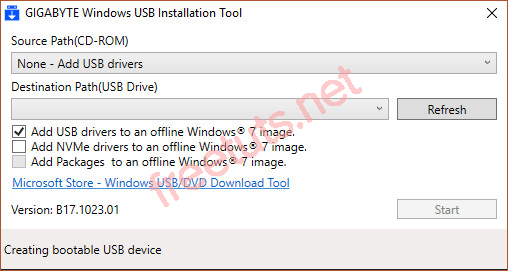 GIGABYTE Windows USB Installation Tool
Source Path(CD-ROM)
None - Add USB drivers
Destination Path(USB Drive)
Refresh
Add USB drivers to an offline Windows® 7 image.
Add NVMe drivers to an offline Windows® 7 image.
Add Packages to an offline Windows® 7 image.
Microsoft Store - Windows USB/DVD Download Tool
Version: B17.1023.01
Start
Creating bootable USB device
freetuts.net